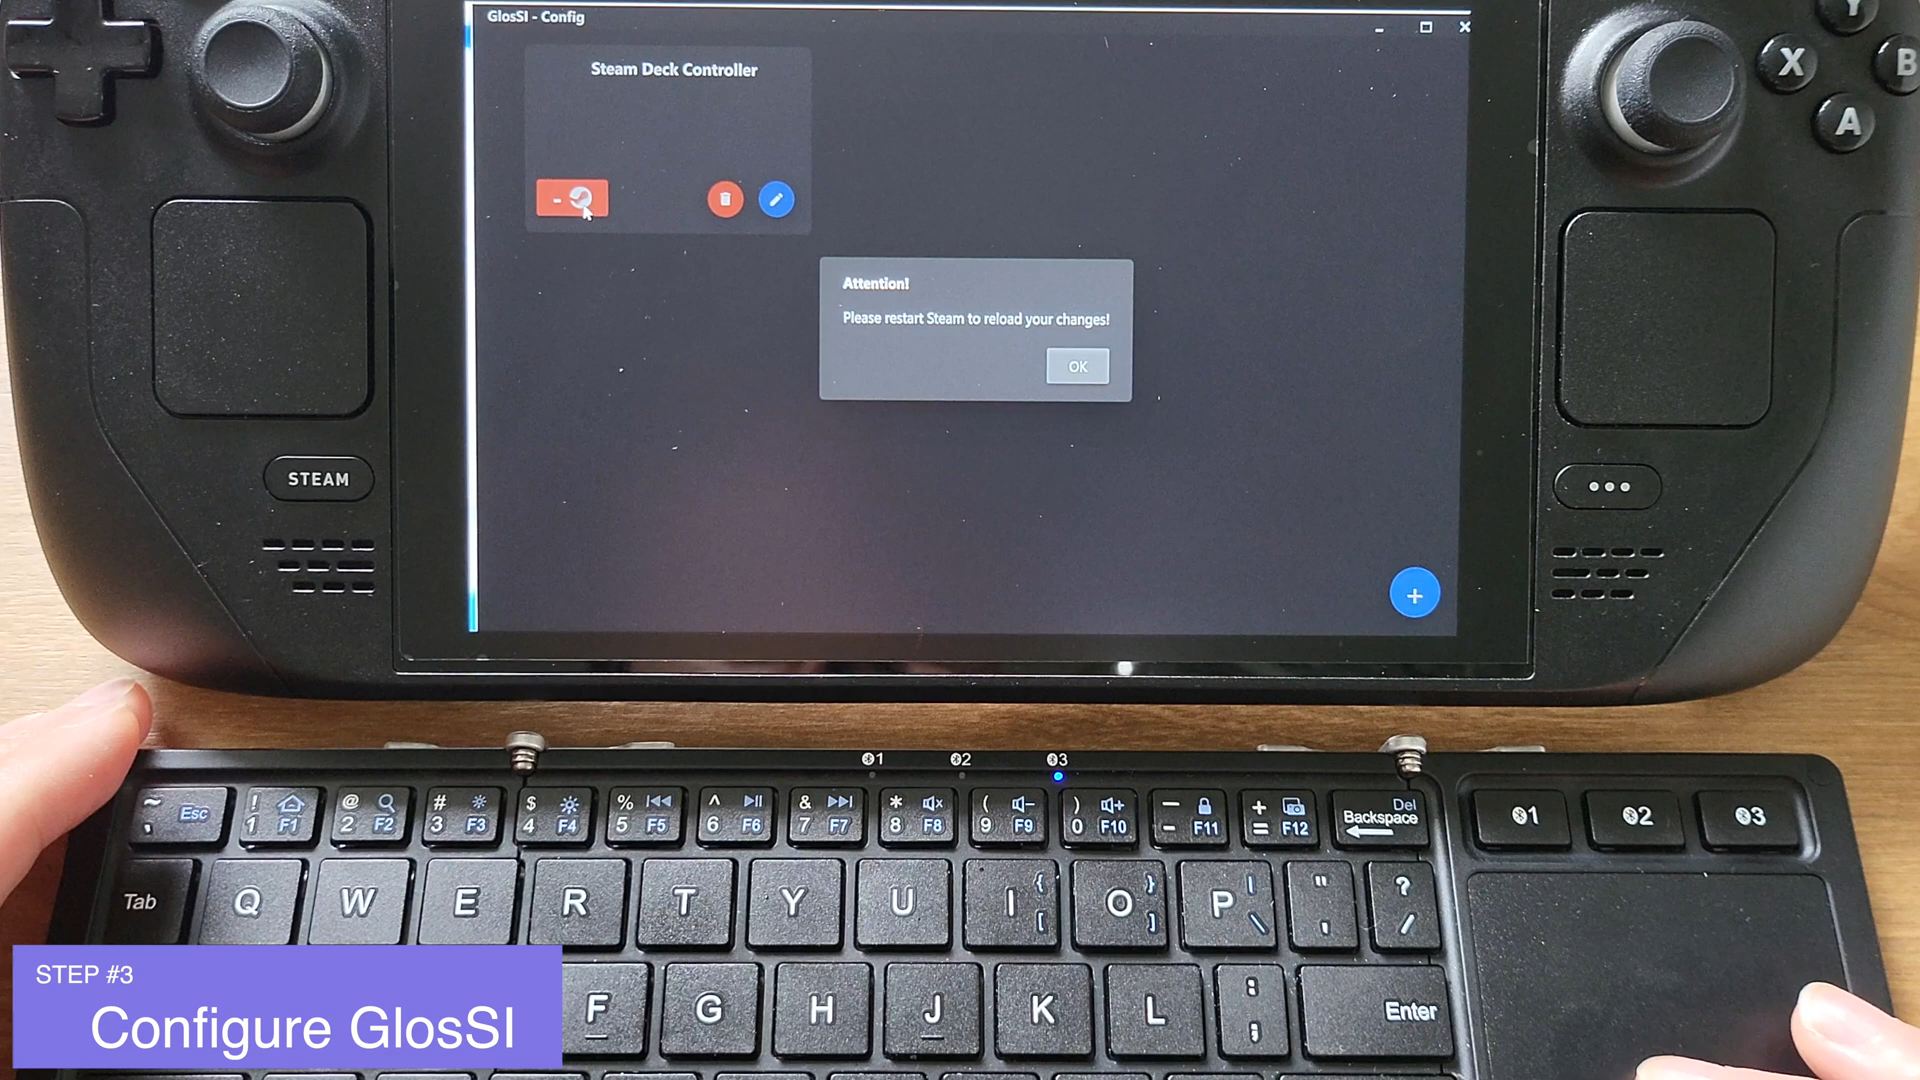 GlosSI - Config
Steam Deck Controller
Attention!
Please restart Steam to reload your changes!
OK
Y
X
B
A
STEAM
1 2 3
~ ` Esc
! 1 F1
@ 2 F2
# 3 F3
$ 4 F4
% 5 F5
^ 6 F6
& 7 F7
* 8 F8
( 9 F9
) 0 F10
— - F11
+ = F12
Del
Backspace
1 2 3
Tab Q W E R T Y U I { [ O } ] P | \ " ' ? /
F G H J K L : ; Enter
STEP #3
Configure GlosSI